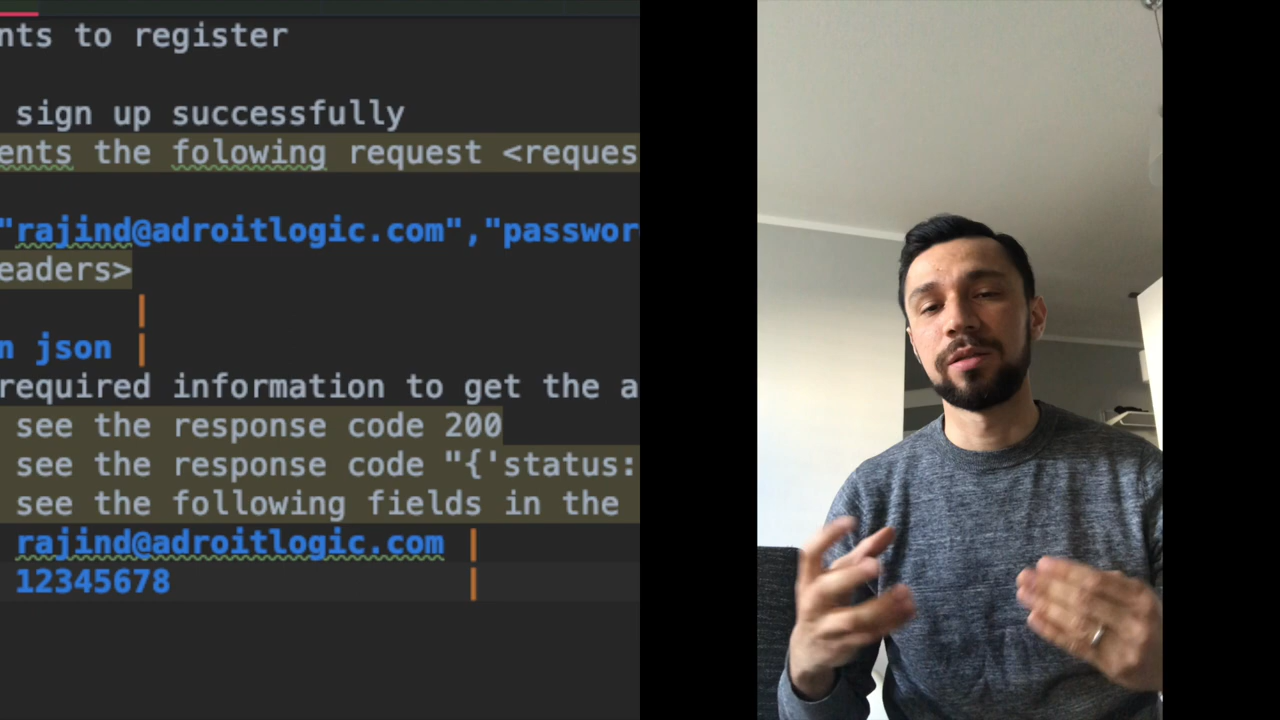 nts to register
sign up successfully
ents the folowing request <reques
"rajind@adroitlogic.com","passwor
eaders>
|
n json |
required information to get the a
see the response code 200
see the response code "{'status:
see the following fields in the
rajind@adroitlogic.com |
12345678 |